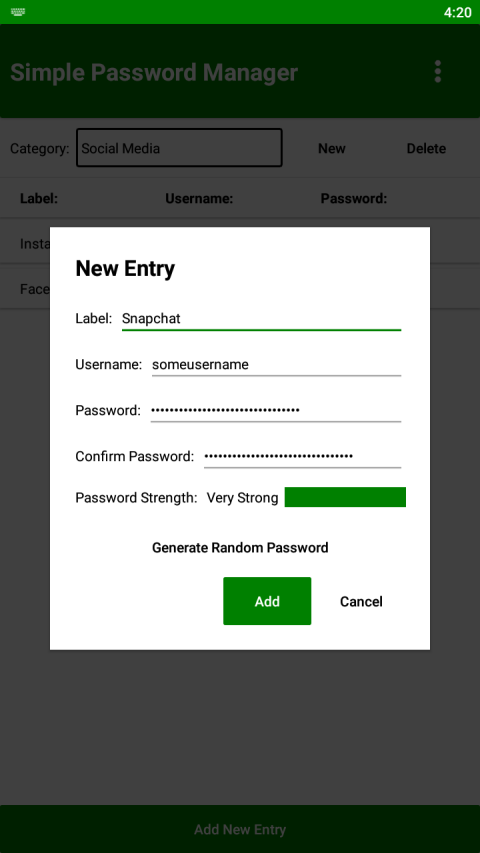 4:20
Simple Password Manager
Category: Social Media New Delete
Label: Username: Password:
Insta
Face
New Entry
Label: Snapchat
Username: someusername
Password: ••••••••••••••••••••••••••••••••
Confirm Password: ••••••••••••••••••••••••••••••••
Password Strength: Very Strong
Generate Random Password
Add Cancel
Add New Entry